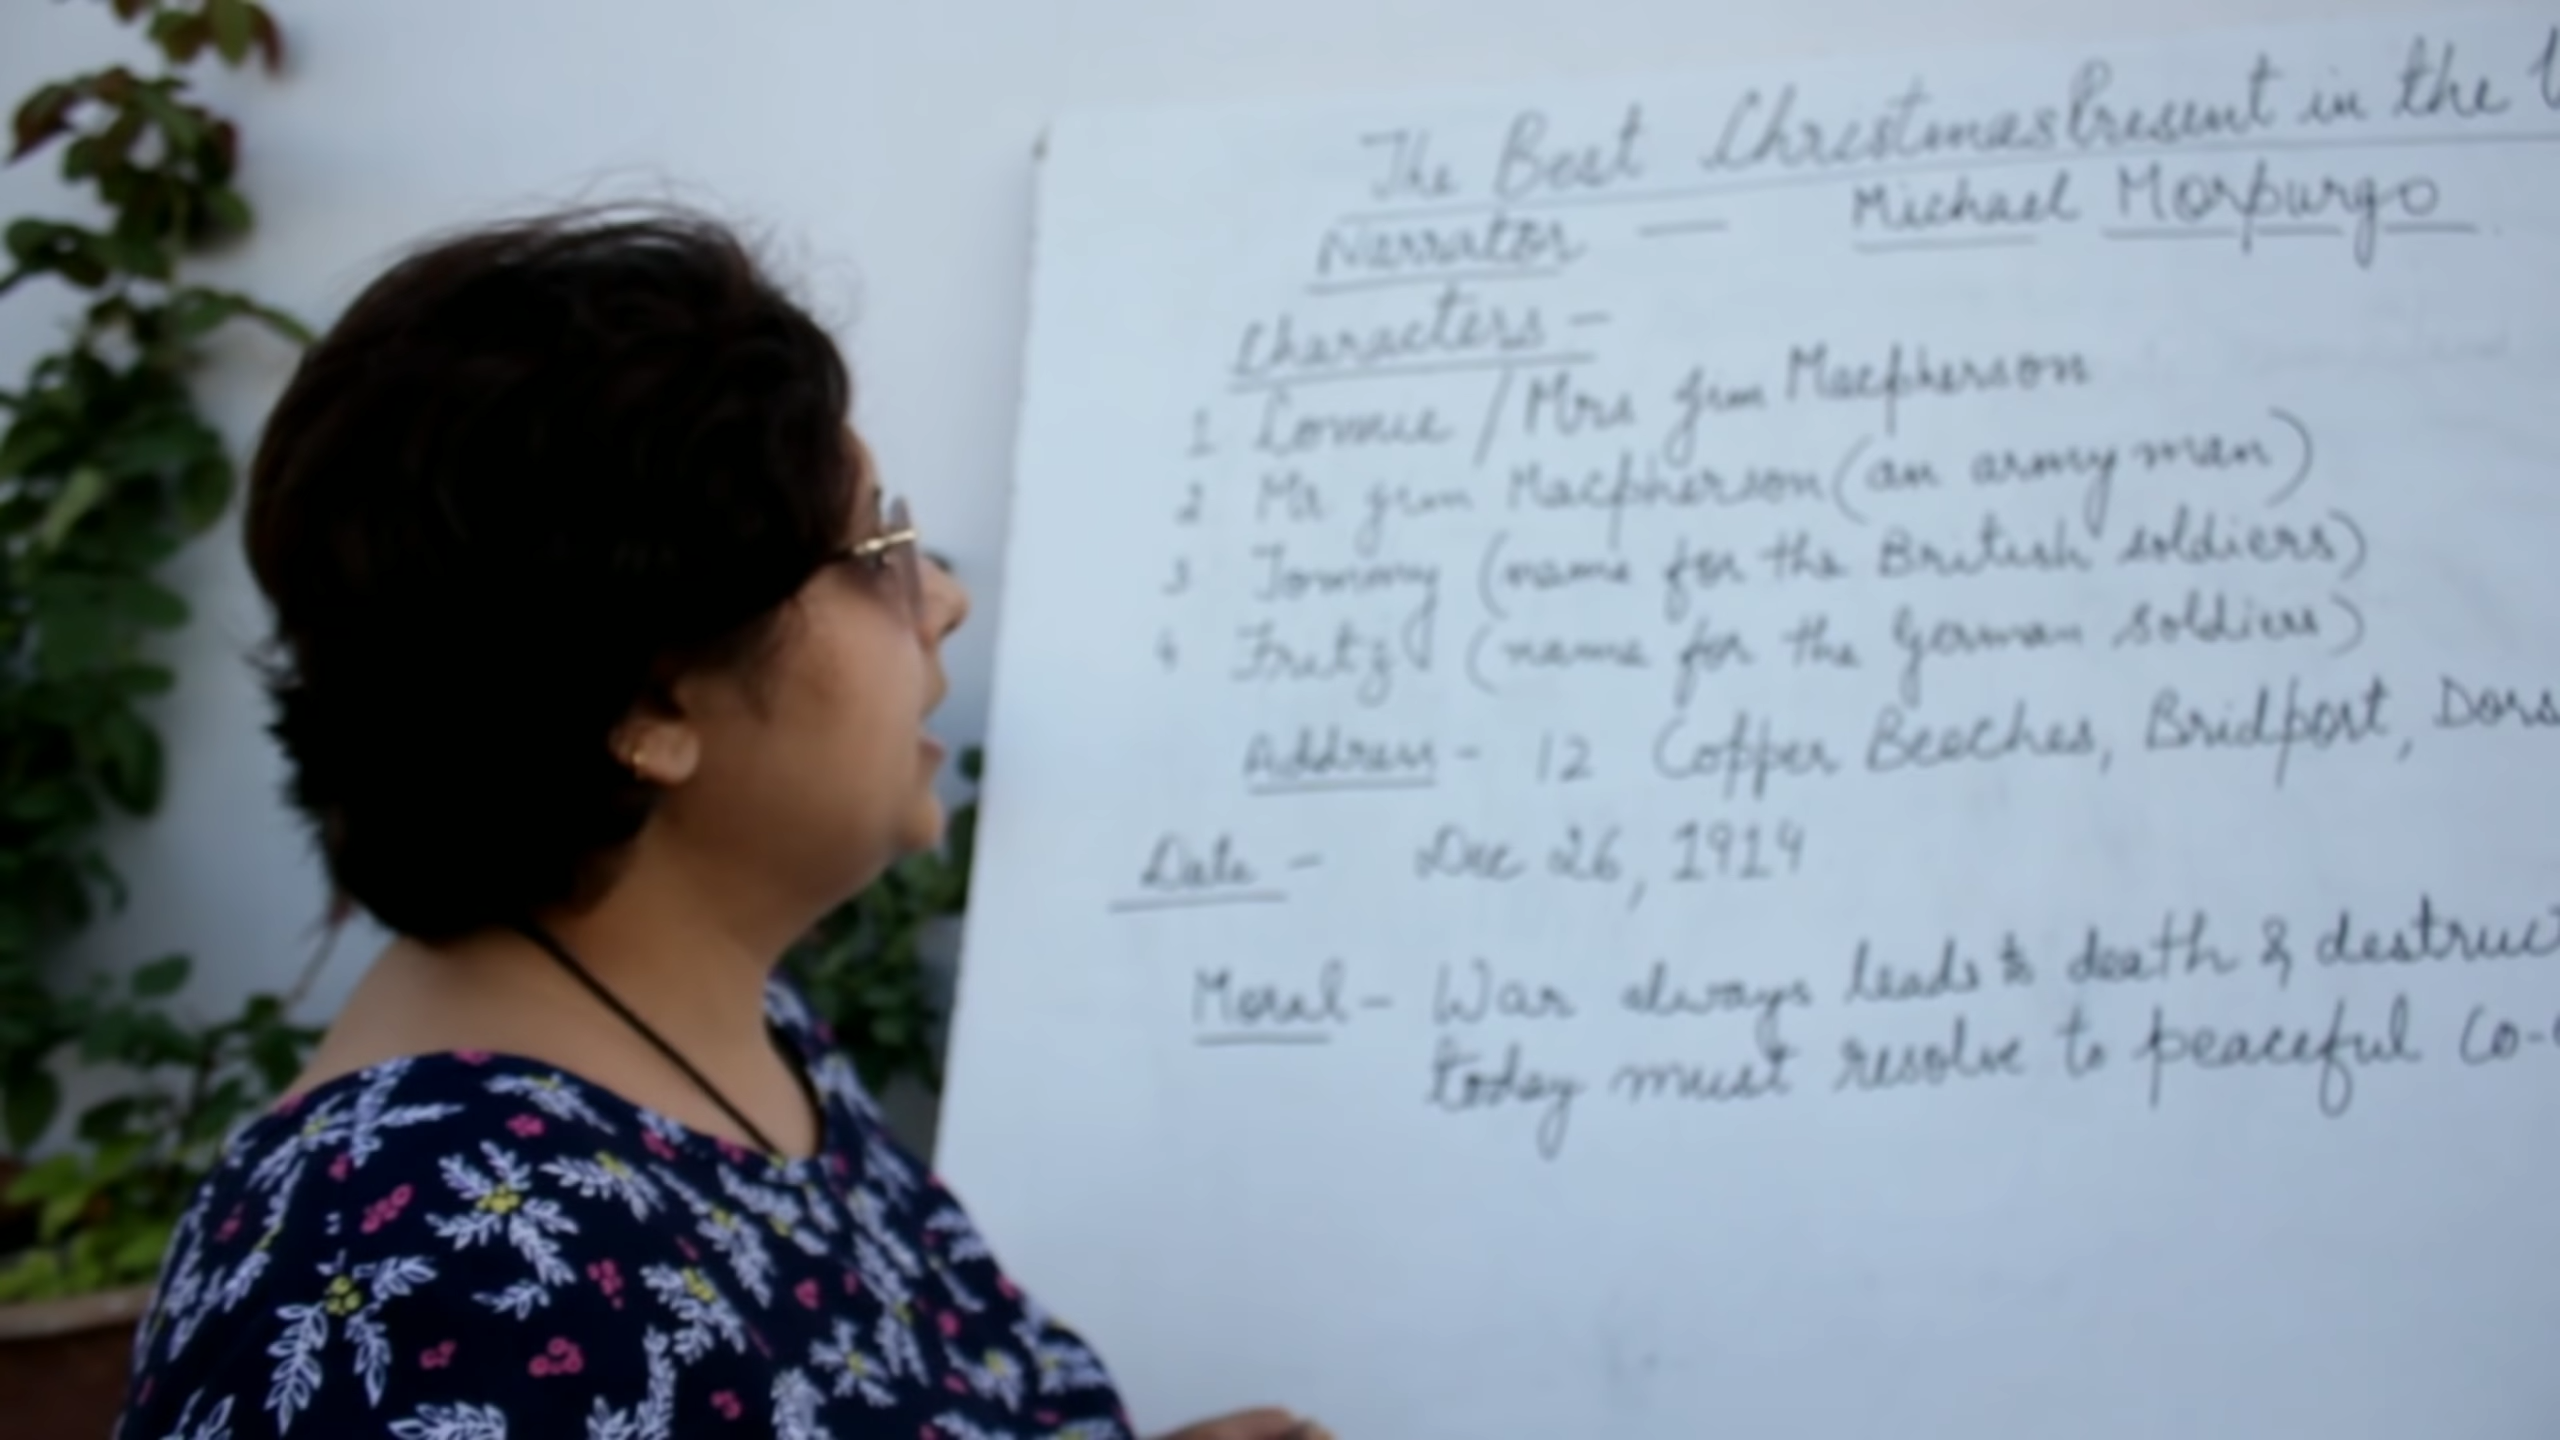 The Best Christmas Present in the
Narrator — Michael Morpurgo
Characters -
1 Connie / Mrs Jim Macpherson
2 Mr Jim Macpherson (an army man)
3 Tommy (name for the British soldiers)
4 Fritz (name for the German soldiers)
Address - 12 Copper Beeches, Bridport, Dors
Date - Dec 26, 1914
Moral - War always leads to death & destruct
today must resolve to peaceful co-